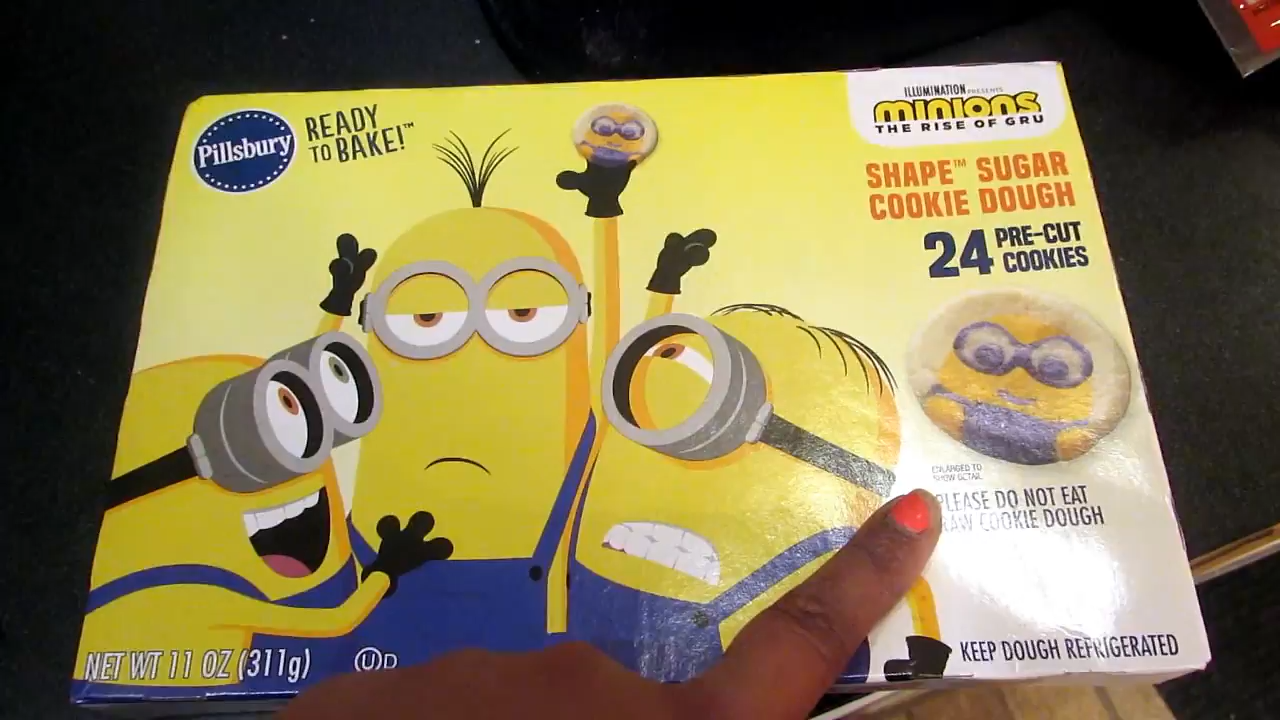 Pillsbury
READY
TO BAKE!™
ILLUMINATION PRESENTS
minions
THE RISE OF GRU
SHAPE™ SUGAR
COOKIE DOUGH
24 PRE-CUT
COOKIES
ENLARGED TO
SHOW DETAIL
PLEASE DO NOT EAT
RAW COOKIE DOUGH
KEEP DOUGH REFRIGERATED
NET WT 11 OZ (311g)
U D